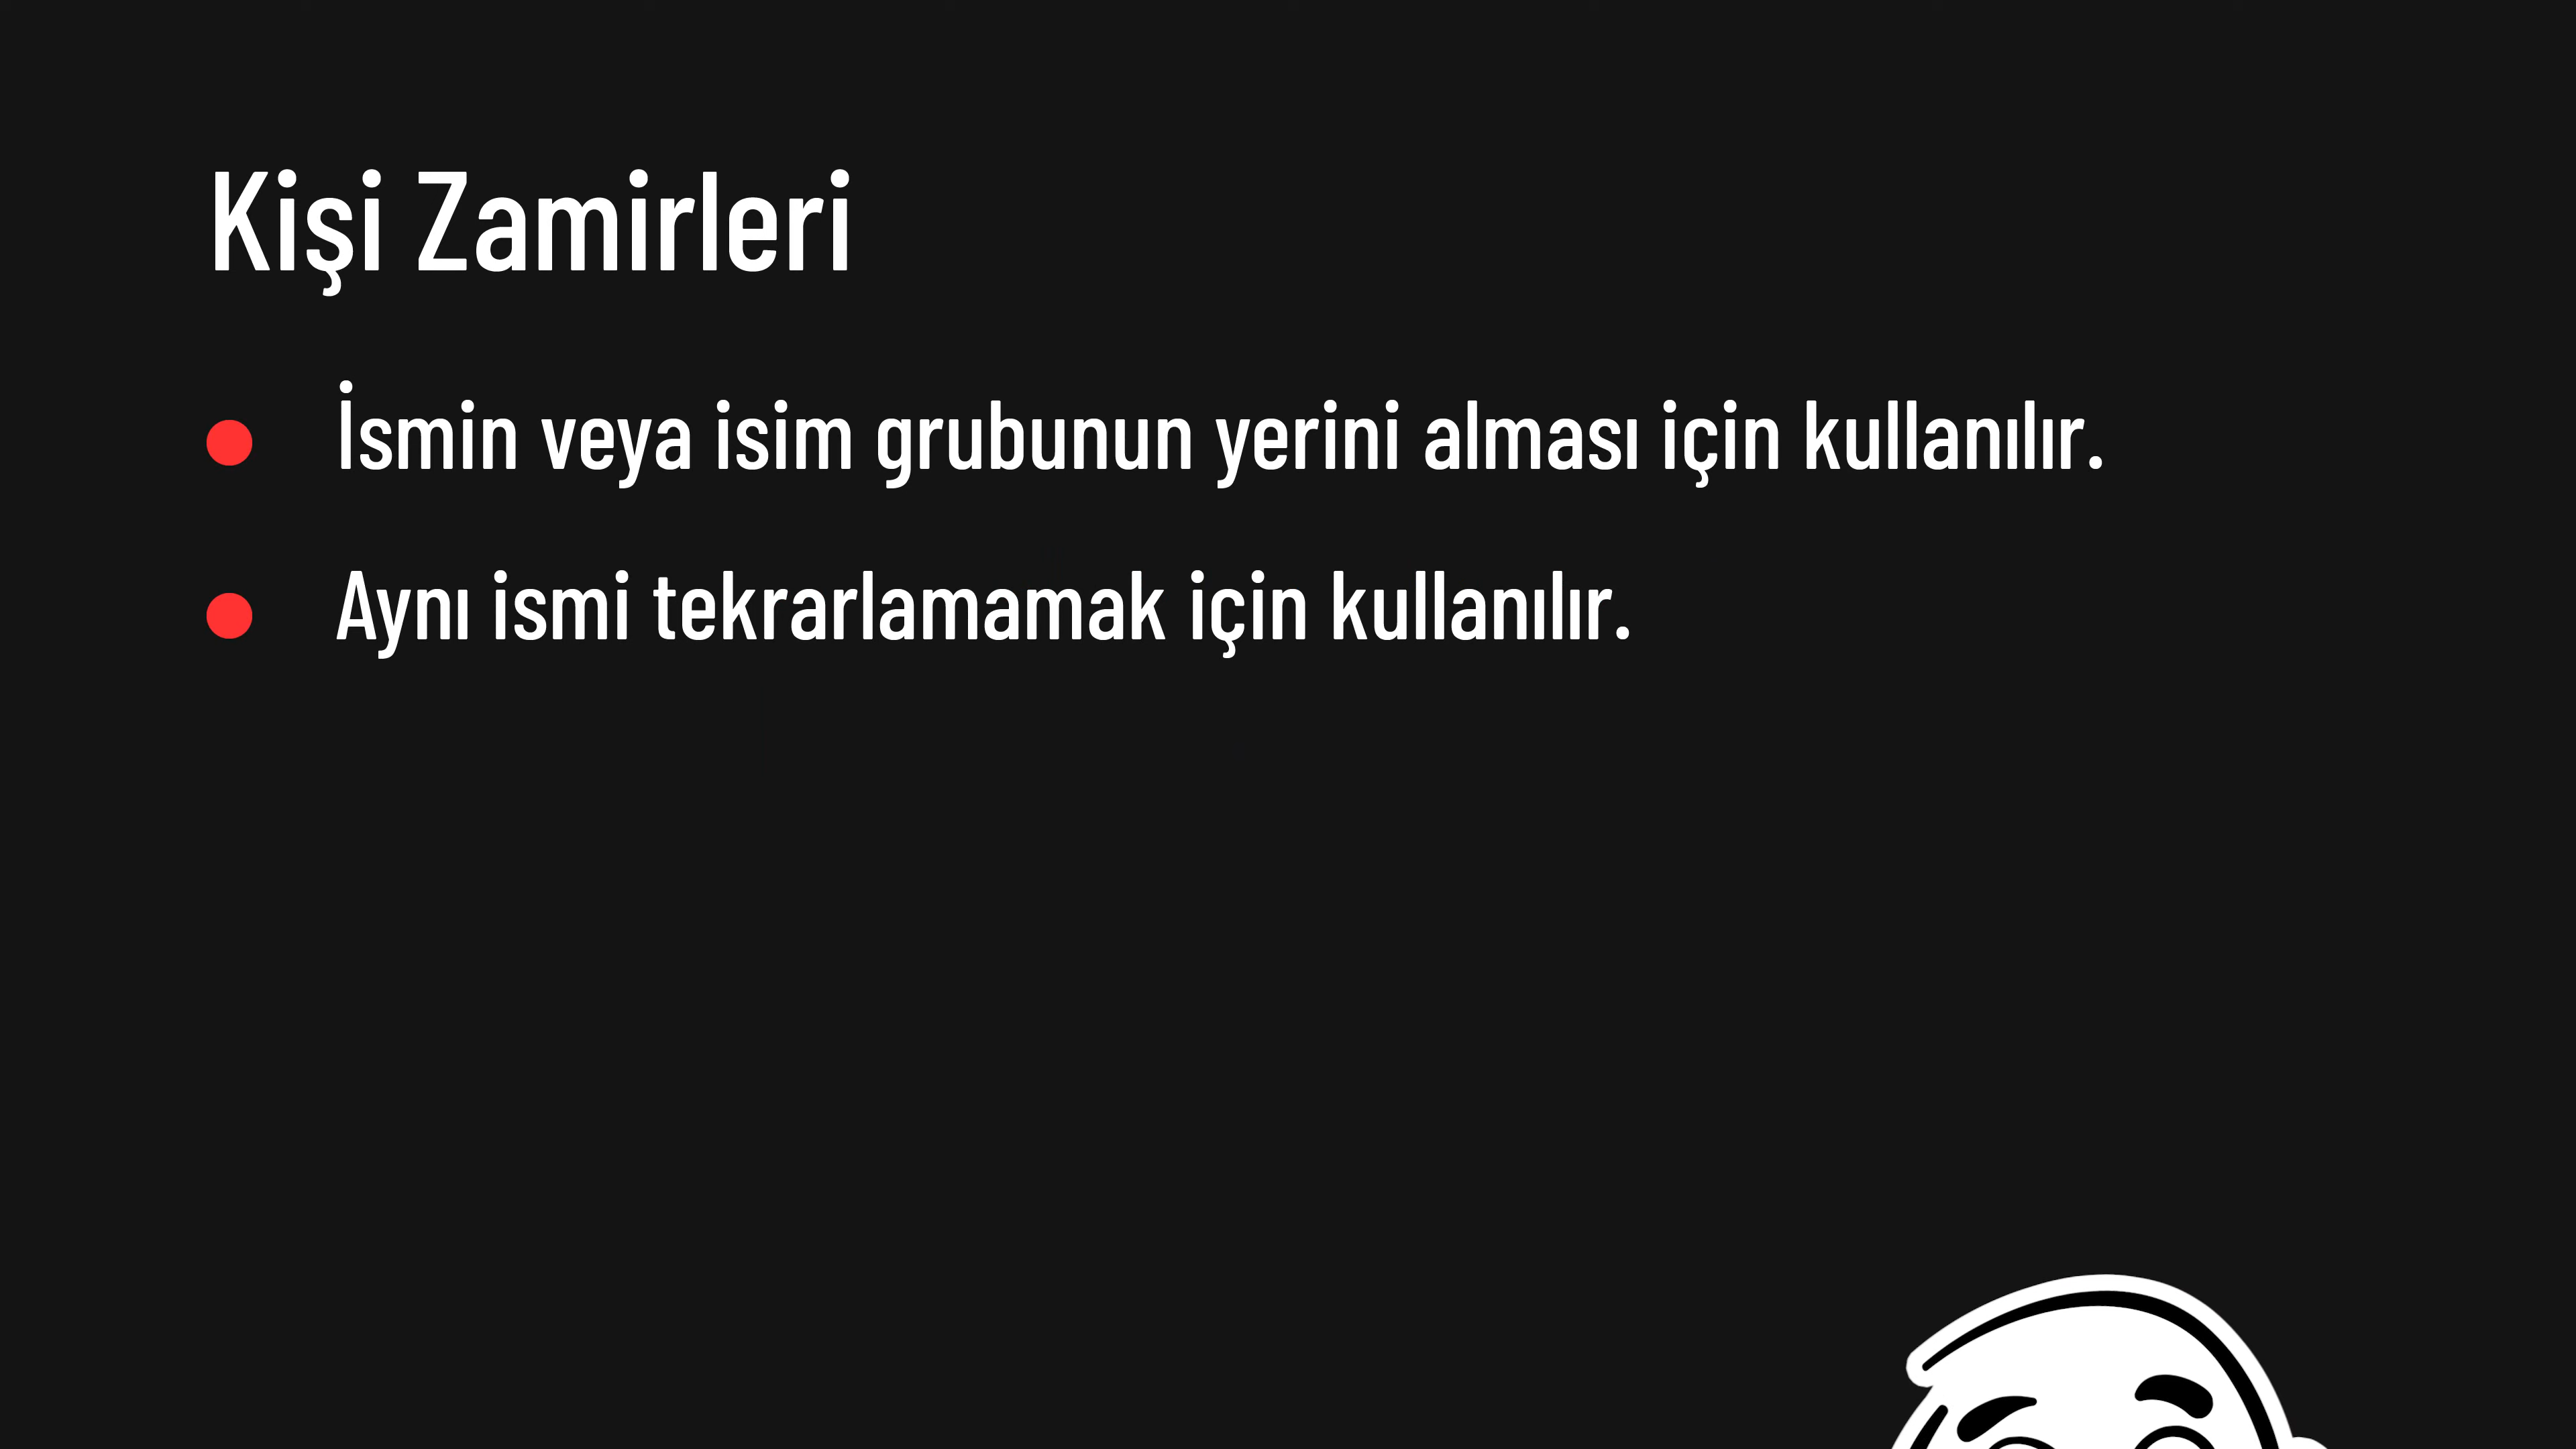 Kişi Zamirleri
İsmin veya isim grubunun yerini alması için kullanılır.
Aynı ismi tekrarlamamak için kullanılır.